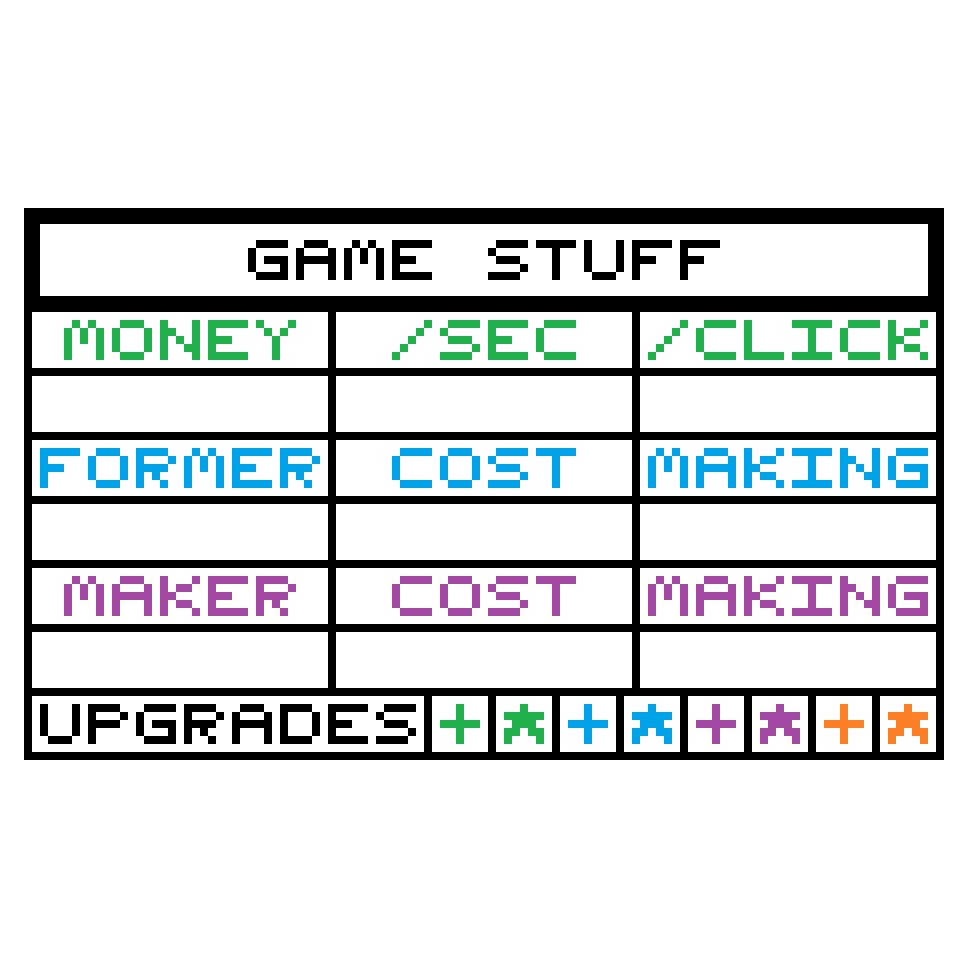 GAME STUFF
MONEY /SEC /CLICK
FORMER COST MAKING
MAKER COST MAKING
UPGRADES + * + * + * + *